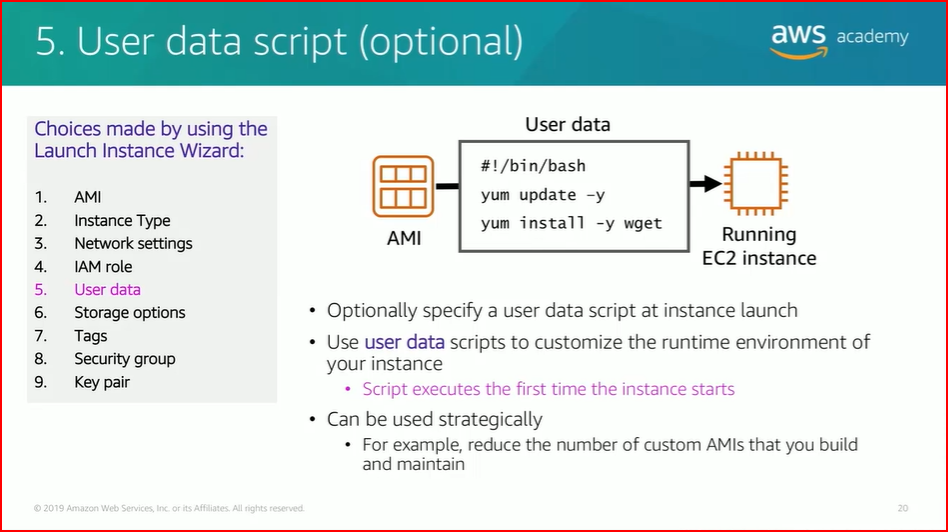 5. User data script (optional)
aws academy
Choices made by using the
Launch Instance Wizard:
1. AMI
2. Instance Type
3. Network settings
4. IAM role
5. User data
6. Storage options
7. Tags
8. Security group
9. Key pair
User data
#!/bin/bash
yum update –y
yum install –y wget
AMI
Running
EC2 instance
• Optionally specify a user data script at instance launch
• Use user data scripts to customize the runtime environment of
your instance
• Script executes the first time the instance starts
• Can be used strategically
• For example, reduce the number of custom AMIs that you build
and maintain
© 2019 Amazon Web Services, Inc. or its Affiliates. All rights reserved.
20